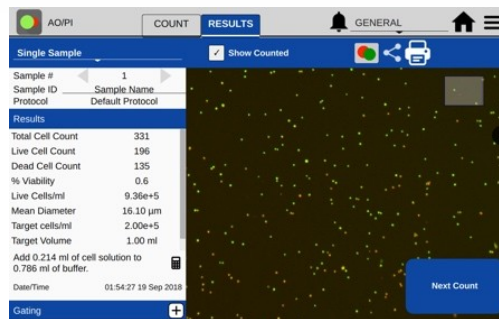 AO/PI
COUNT
RESULTS
GENERAL
Single Sample
✓ Show Counted
Sample # 1
Sample ID Sample Name
Protocol Default Protocol
Results
Total Cell Count 331
Live Cell Count 196
Dead Cell Count 135
% Viability 0.6
Live Cells/ml 9.36e+5
Mean Diameter 16.10 µm
Target cells/ml 2.00e+5
Target Volume 1.00 ml
Add 0.214 ml of cell solution to
0.786 ml of buffer.
Date/Time 01:54:27 19 Sep 2018
Gating +
Next Count